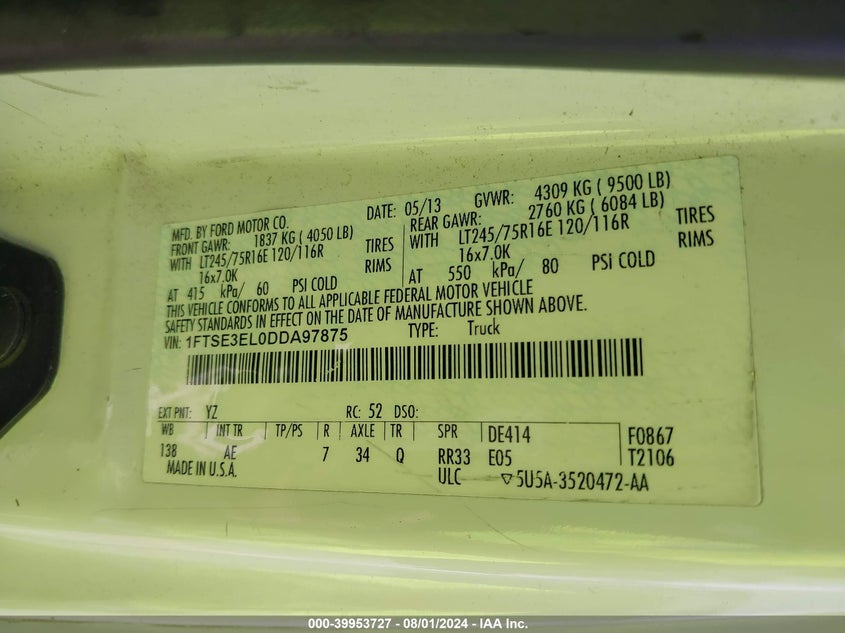 MFD. BY FORD MOTOR CO. DATE: 05/13 GVWR: 4309 KG ( 9500 LB)
FRONT GAWR: 1837 KG ( 4050 LB) REAR GAWR: 2760 KG ( 6084 LB)
WITH LT245/75R16E 120/116R TIRES WITH LT245/75R16E 120/116R TIRES
16x7.0K RIMS 16x7.0K RIMS
AT 415 kPa/ 60 PSI COLD AT 550 kPa/ 80 PSi COLD
THIS VEHICLE CONFORMS TO ALL APPLICABLE FEDERAL MOTOR VEHICLE
SAFETY STANDARDS IN EFFECT ON THE DATE OF MANUFACTURE SHOWN ABOVE.
VIN: 1FTSE3EL0DDA97875 TYPE: Truck
EXT PNT: YZ RC: 52 DSO:
WB INT TR TP/PS R AXLE TR SPR DE414 F0867
138 AE 7 34 Q RR33 E05 T2106
MADE IN U.S.A. ULC ▽5U5A-3520472-AA
000-39953727 - 08/01/2024 - IAA Inc.